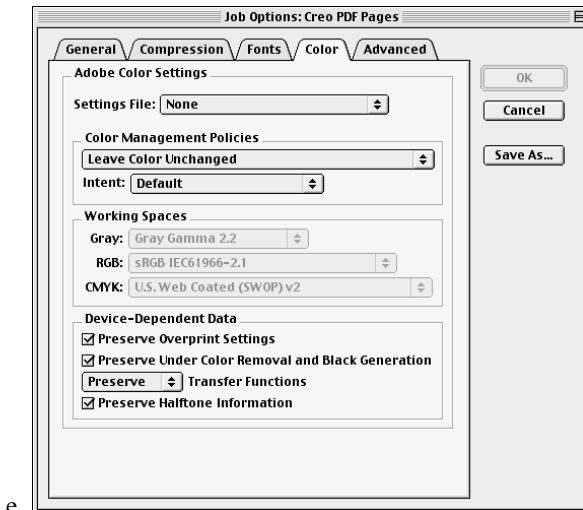 Job Options: Creo PDF Pages
General Compression Fonts Color Advanced
Adobe Color Settings
Settings File: None
Color Management Policies
Leave Color Unchanged
Intent: Default
Working Spaces
Gray: Gray Gamma 2.2
RGB: sRGB IEC61966-2.1
CMYK: U.S. Web Coated (SWOP) v2
Device-Dependent Data
Preserve Overprint Settings
Preserve Under Color Removal and Black Generation
Preserve Transfer Functions
Preserve Halftone Information
OK
Cancel
Save As...
e